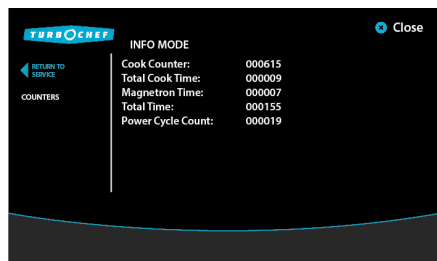 TURBOCHEF
Close
INFO MODE
RETURN TO
SERVICE
COUNTERS
Cook Counter: 000615
Total Cook Time: 000009
Magnetron Time: 000007
Total Time: 000155
Power Cycle Count: 000019